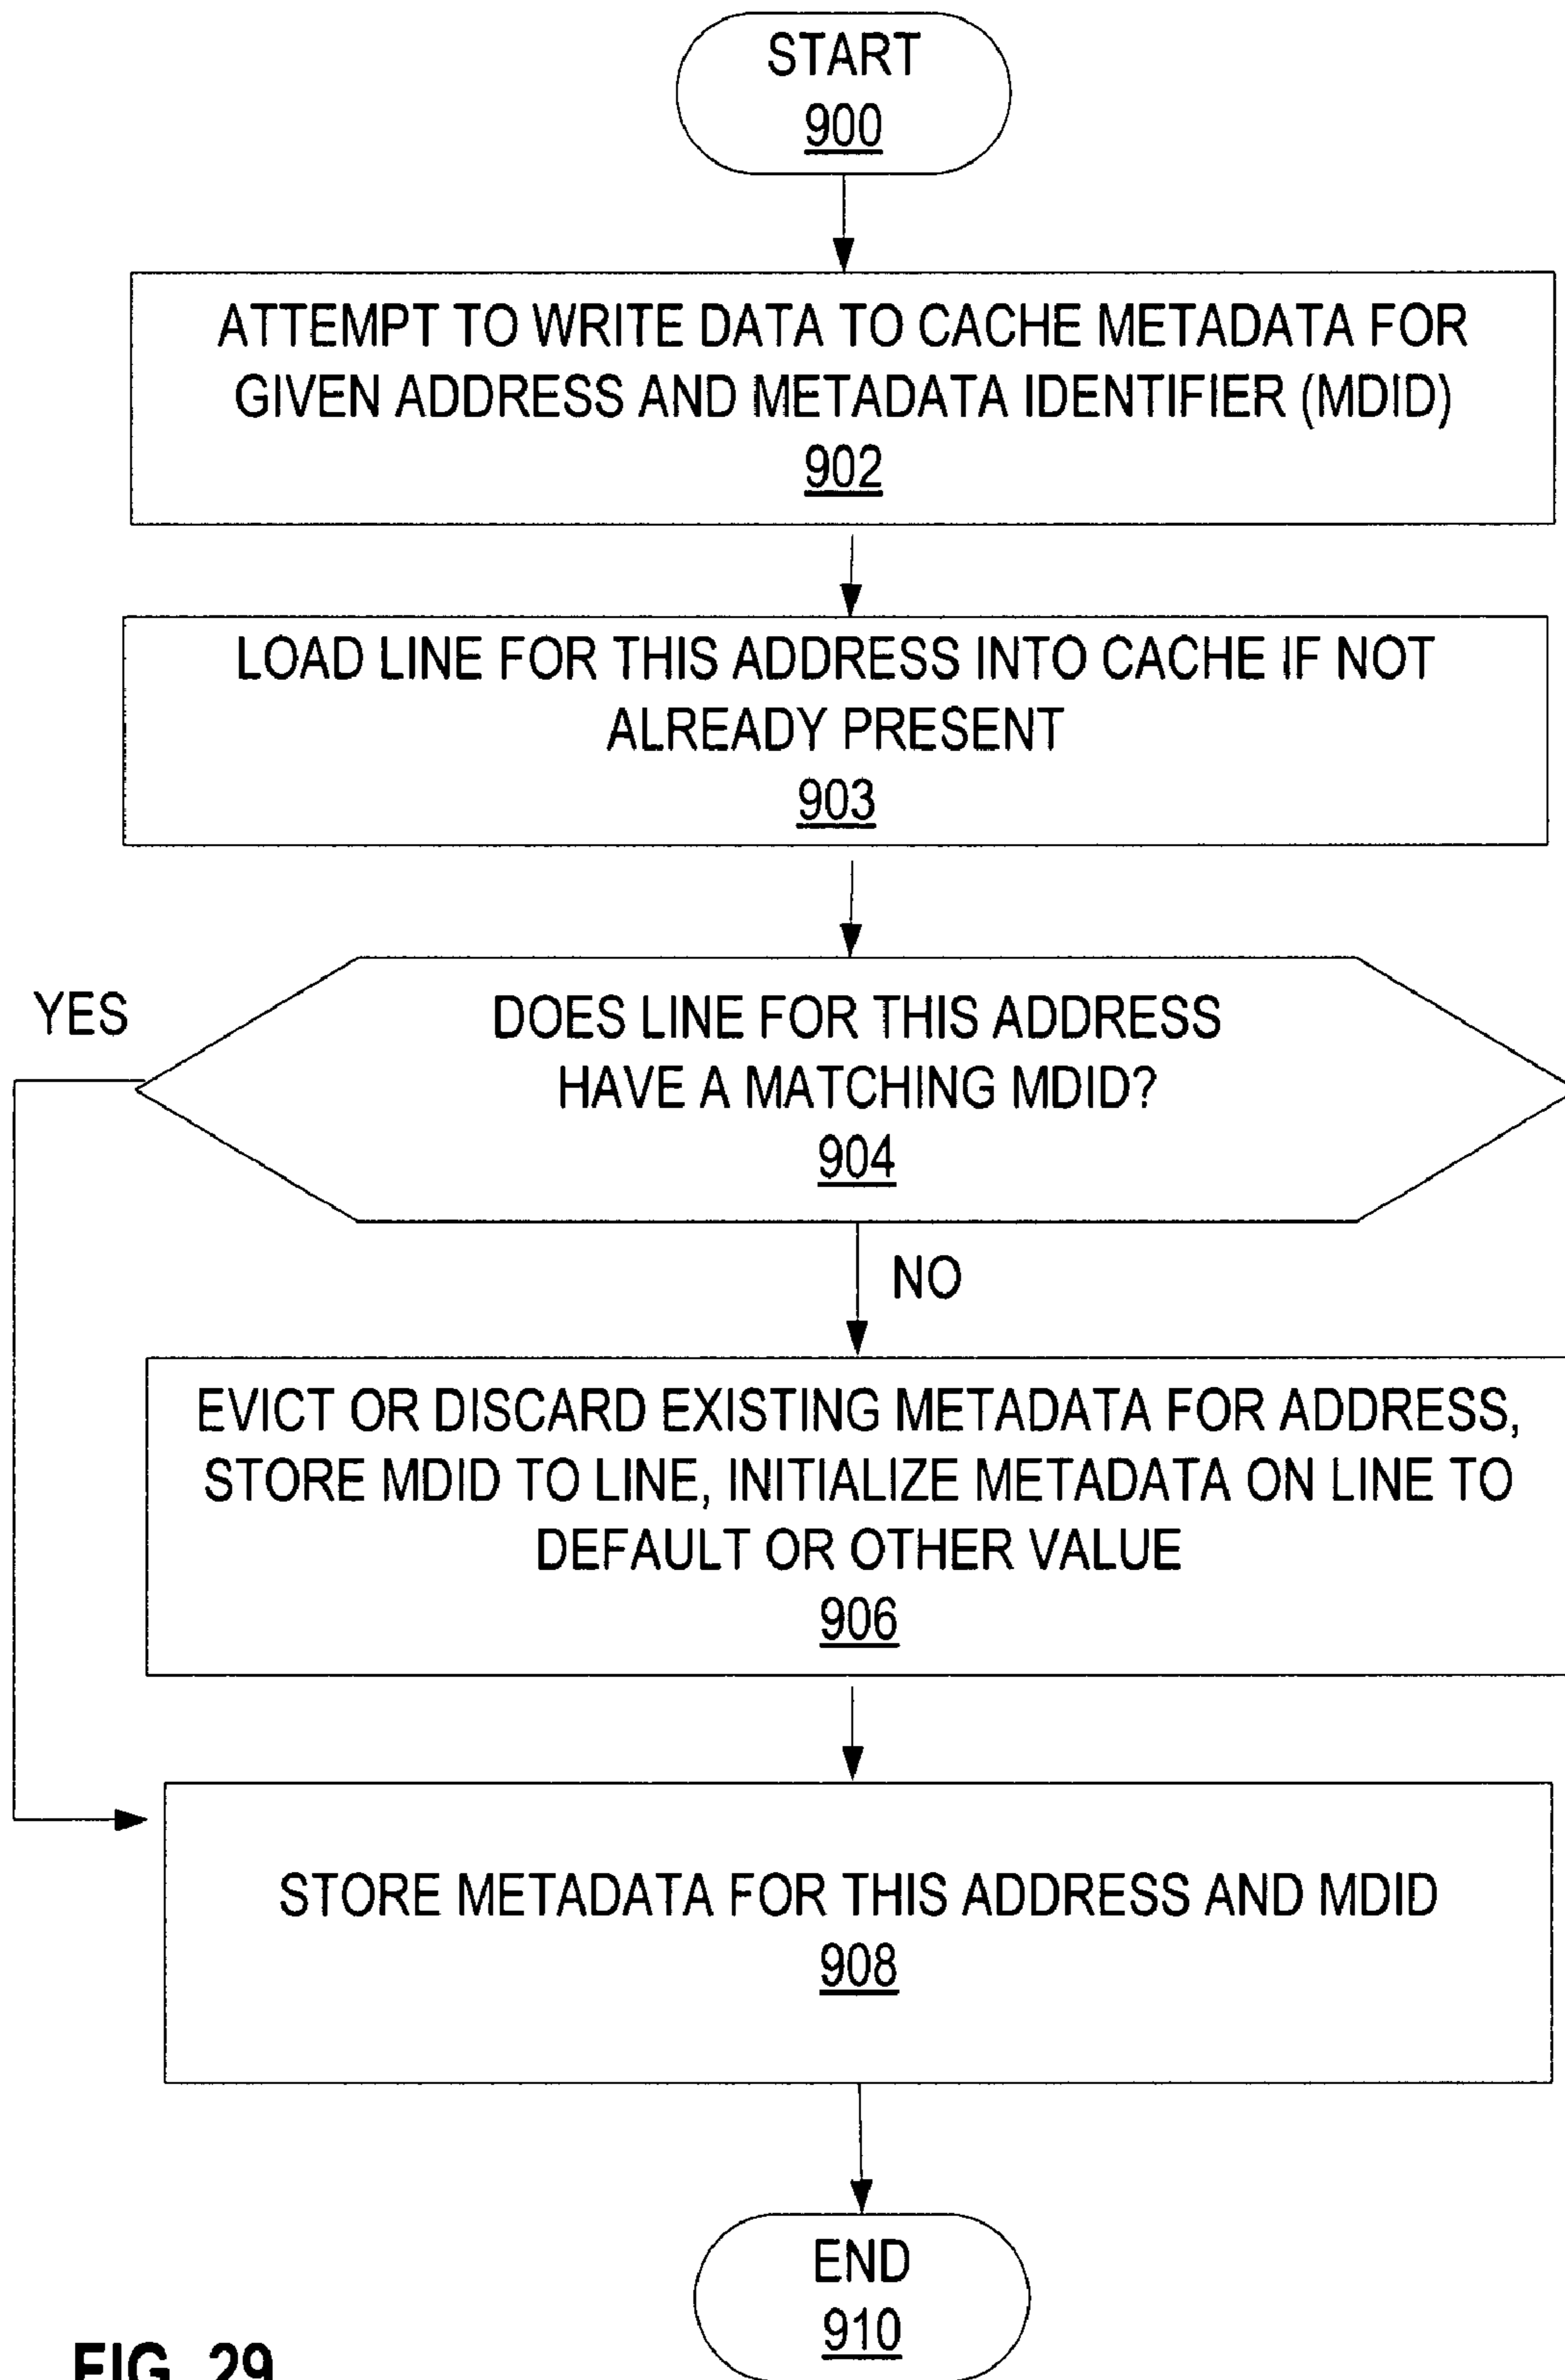 START
900
ATTEMPT TO WRITE DATA TO CACHE METADATA FOR
GIVEN ADDRESS AND METADATA IDENTIFIER (MDID)
902
LOAD LINE FOR THIS ADDRESS INTO CACHE IF NOT
ALREADY PRESENT
903
YES
DOES LINE FOR THIS ADDRESS
HAVE A MATCHING MDID?
904
NO
EVICT OR DISCARD EXISTING METADATA FOR ADDRESS,
STORE MDID TO LINE, INITIALIZE METADATA ON LINE TO
DEFAULT OR OTHER VALUE
906
STORE METADATA FOR THIS ADDRESS AND MDID
908
END
910
FIG. 29